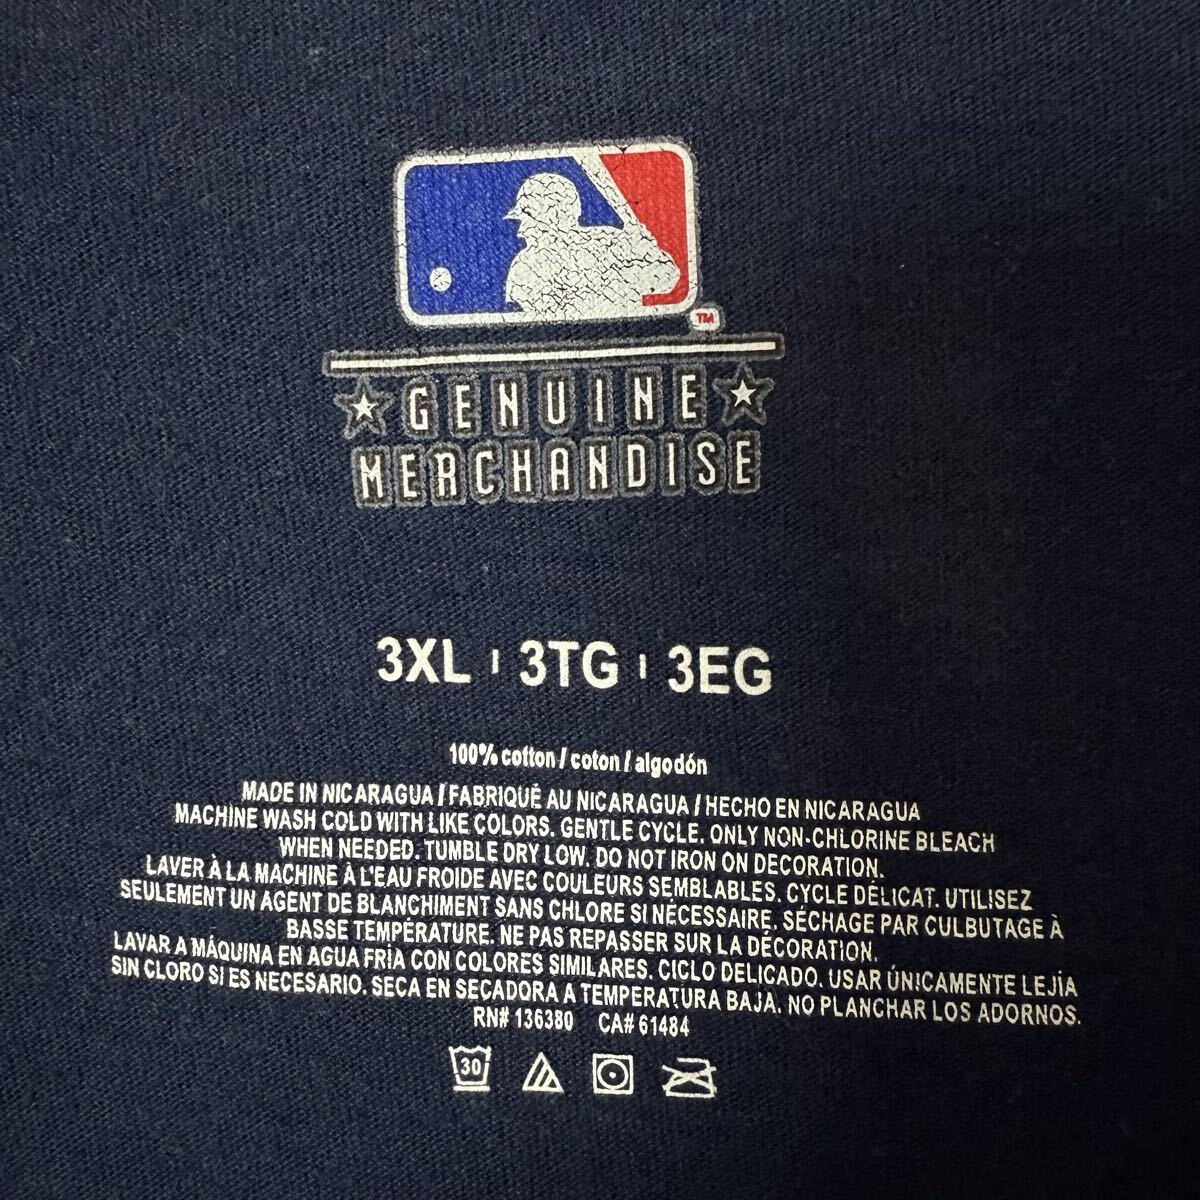 TM
GENUINE
MERCHANDISE
3XL | 3TG | 3EG
100% cotton / coton / algodón
MADE IN NICARAGUA / FABRIQUÉ AU NICARAGUA / HECHO EN NICARAGUA
MACHINE WASH COLD WITH LIKE COLORS. GENTLE CYCLE. ONLY NON-CHLORINE BLEACH
WHEN NEEDED. TUMBLE DRY LOW. DO NOT IRON ON DECORATION.
LAVER À LA MACHINE À L'EAU FROIDE AVEC COULEURS SEMBLABLES. CYCLE DÉLICAT. UTILISEZ
SEULEMENT UN AGENT DE BLANCHIMENT SANS CHLORE SI NÉCESSAIRE. SÉCHAGE PAR CULBUTAGE À
BASSE TEMPÉRATURE. NE PAS REPASSER SUR LA DÉCORATION.
LAVAR A MÁQUINA EN AGUA FRÍA CON COLORES SIMILARES. CICLO DELICADO. USAR ÚNICAMENTE LEJÍA
SIN CLORO SI ES NECESARIO. SECA EN SECADORA A TEMPERATURA BAJA. NO PLANCHAR LOS ADORNOS.
RN# 136380 CA# 61484
30